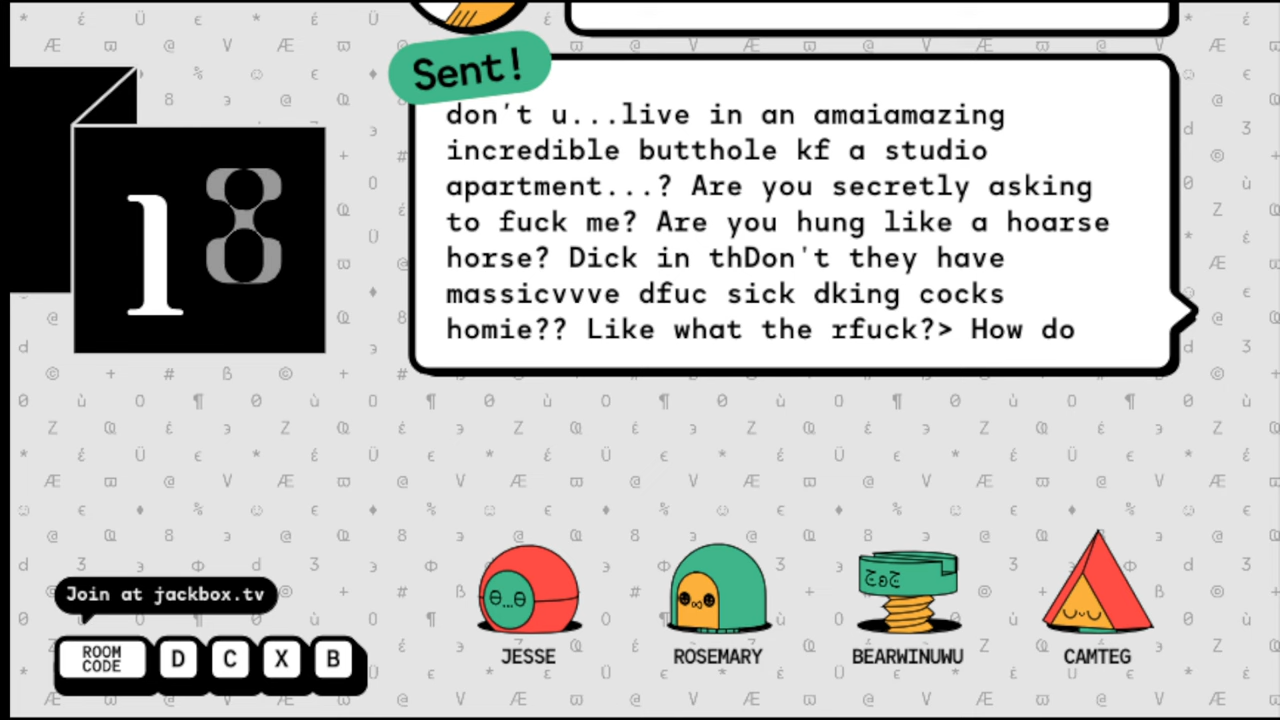 Sent!
don't u...live in an amaiamazing
incredible butthole kf a studio
apartment...? Are you secretly asking
to fuck me? Are you hung like a hoarse
horse? Dick in thDon't they have
massicvvve dfuc sick dking cocks
homie?? Like what the rfuck?> How do
18
Join at jackbox.tv
ROOM
CODE
D C X B
JESSE
ROSEMARY
BEARWINUWU
CAMTEG